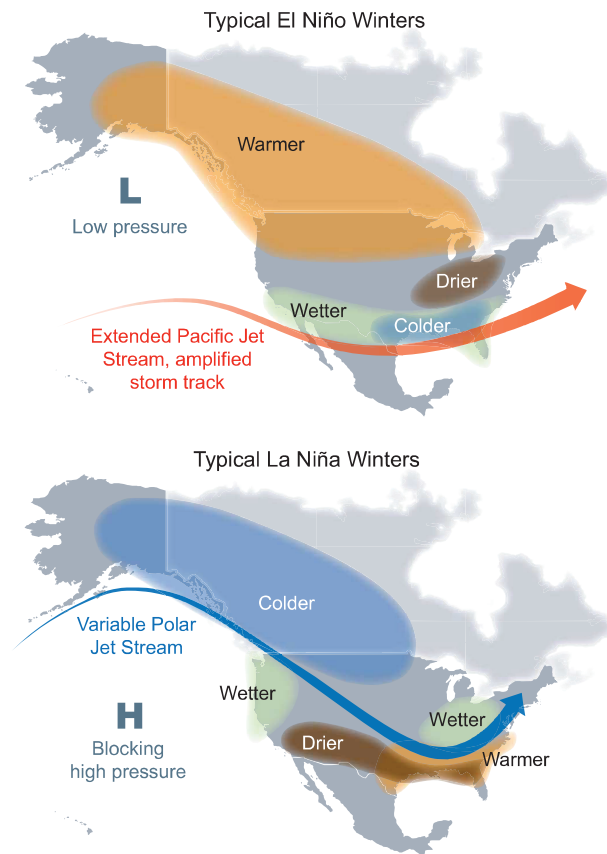 Typical El Niño Winters
Warmer
L
Low pressure
Drier
Wetter
Colder
Extended Pacific Jet
Stream, amplified
storm track
Typical La Niña Winters
Colder
Variable Polar
Jet Stream
Wetter
H
Wetter
Drier
Blocking
high pressure
Warmer